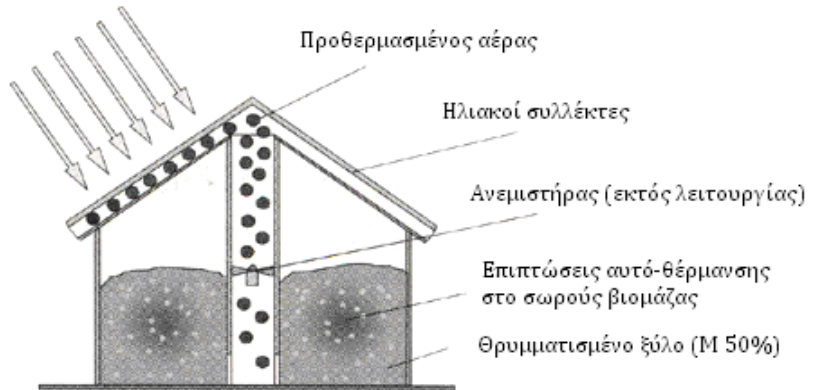 Προθερμασμένος αέρας
Ηλιακοί συλλέκτες
Ανεμιστήρας (εκτός λειτουργίας)
Επιπτώσεις αυτό-θέρμανσης
στο σωρούς βιομάζας
Θρυμματισμένο ξύλο (Μ 50%)